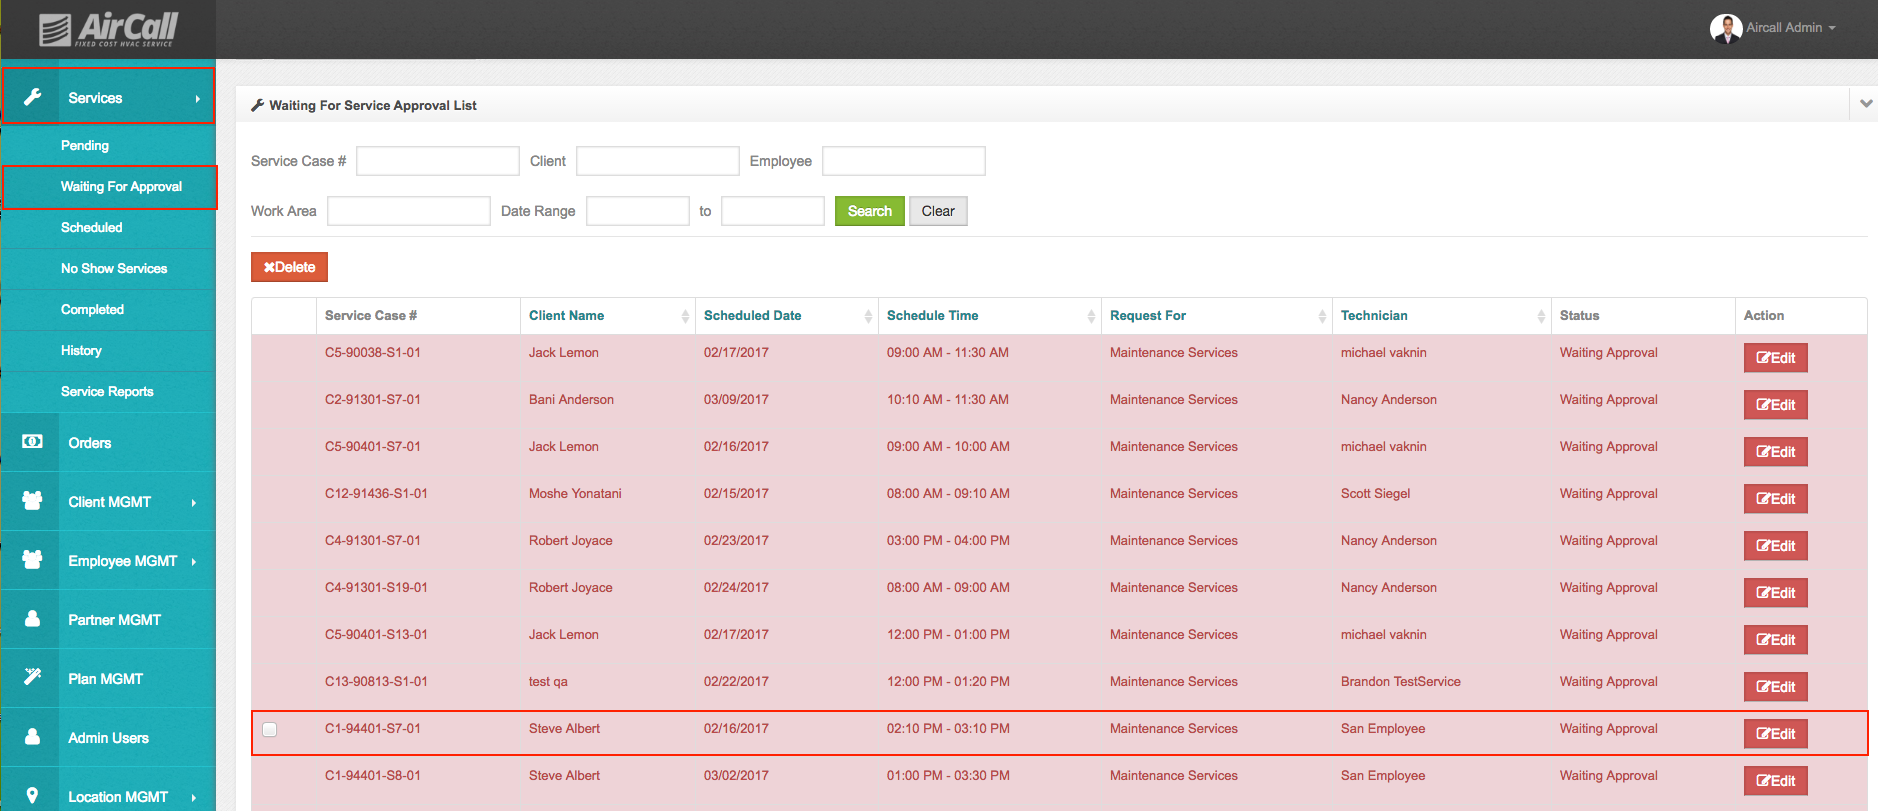 AirCall
FIXED COST HVAC SERVICE
Aircall Admin
Services
Pending
Waiting For Approval
Scheduled
No Show Services
Completed
History
Service Reports
Orders
Client MGMT
Employee MGMT
Partner MGMT
Plan MGMT
Admin Users
Location MGMT
Waiting For Service Approval List
Service Case # Client Employee
Work Area Date Range to Search Clear
Delete
Service Case # Client Name Scheduled Date Schedule Time Request For Technician Status Action
C5-90038-S1-01 Jack Lemon 02/17/2017 09:00 AM - 11:30 AM Maintenance Services michael vaknin Waiting Approval Edit
C2-91301-S7-01 Bani Anderson 03/09/2017 10:10 AM - 11:30 AM Maintenance Services Nancy Anderson Waiting Approval Edit
C5-90401-S7-01 Jack Lemon 02/16/2017 09:00 AM - 10:00 AM Maintenance Services michael vaknin Waiting Approval Edit
C12-91436-S1-01 Moshe Yonatani 02/15/2017 08:00 AM - 09:10 AM Maintenance Services Scott Siegel Waiting Approval Edit
C4-91301-S7-01 Robert Joyace 02/23/2017 03:00 PM - 04:00 PM Maintenance Services Nancy Anderson Waiting Approval Edit
C4-91301-S19-01 Robert Joyace 02/24/2017 08:00 AM - 09:00 AM Maintenance Services Nancy Anderson Waiting Approval Edit
C5-90401-S13-01 Jack Lemon 02/17/2017 12:00 PM - 01:00 PM Maintenance Services michael vaknin Waiting Approval Edit
C13-90813-S1-01 test qa 02/22/2017 12:00 PM - 01:20 PM Maintenance Services Brandon TestService Waiting Approval Edit
C1-94401-S7-01 Steve Albert 02/16/2017 02:10 PM - 03:10 PM Maintenance Services San Employee Waiting Approval Edit
C1-94401-S8-01 Steve Albert 03/02/2017 01:00 PM - 03:30 PM Maintenance Services San Employee Waiting Approval Edit